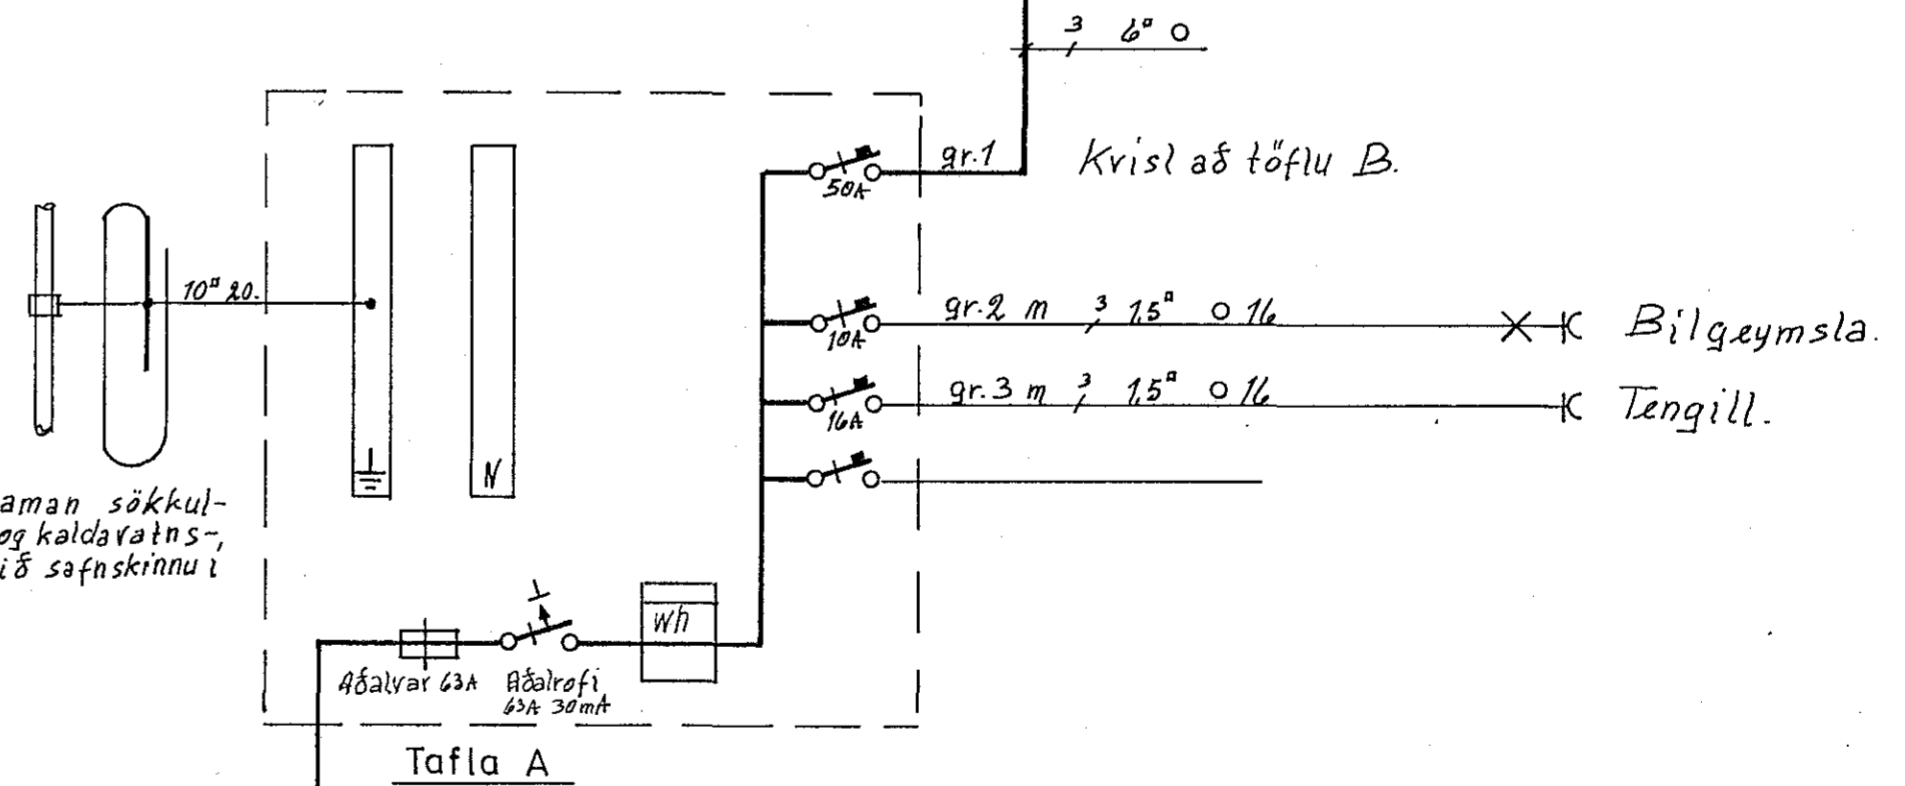 3 6▫ O
gr.1 Kvisl að töflu B.
50A
10▫ 20.
gr.2 m 3 1,5▫ O 16 Bílgeymsla.
10A
gr.3 m 3 1,5▫ O 16 Tengill.
16A
N
aman sökkul-
og kaldavatns-,
ið safnskinnu í
Wh
Aðalvar 63A Aðalrofi
63A 30mA
Tafla A